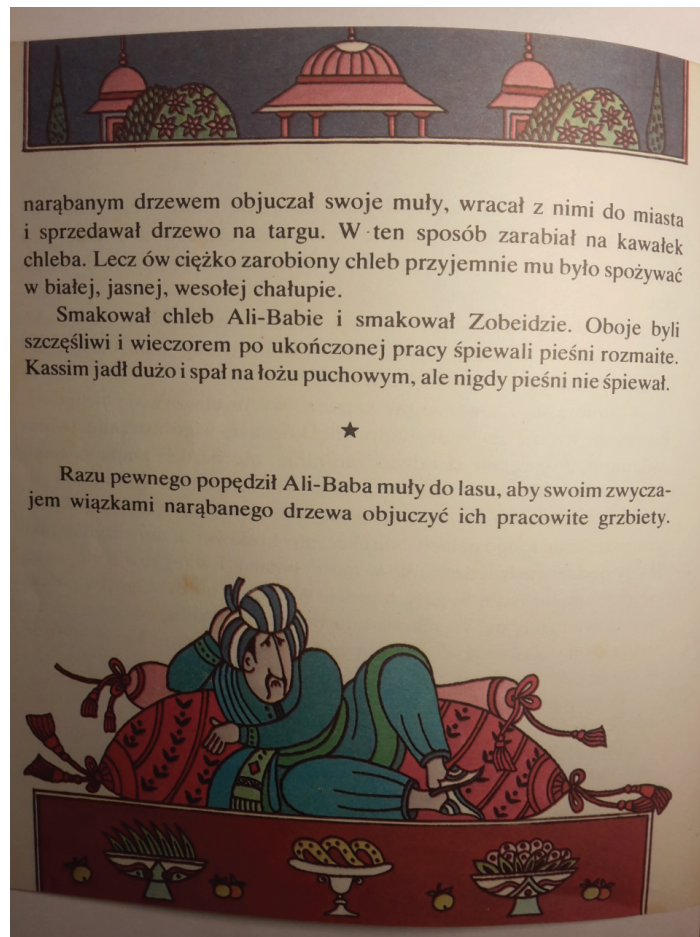 narąbanym drzewem objuczał swoje muły, wracał z nimi do miasta
i sprzedawał drzewo na targu. W ten sposób zarabiał na kawałek
chleba. Lecz ów ciężko zarobiony chleb przyjemnie mu było spożywać
w białej, jasnej, wesołej chałupie.
Smakował chleb Ali-Babie i smakował Zobeidzie. Oboje byli
szczęśliwi i wieczorem po ukończonej pracy śpiewali pieśni rozmaite.
Kassim jadł dużo i spał na łożu puchowym, ale nigdy pieśni nie śpiewał.
★
Razu pewnego popędził Ali-Baba muły do lasu, aby swoim zwycza-
jem wiązkami narąbanego drzewa objuczyć ich pracowite grzbiety.